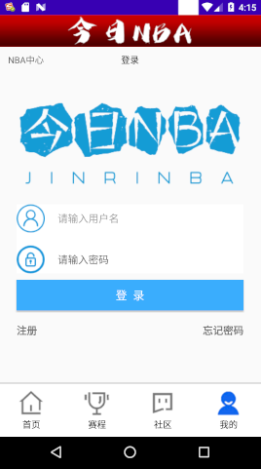 4:15
今日NBA
NBA中心 登录
今日NBA
JINRINBA
请输入用户名
请输入密码
登 录
注册 忘记密码
首页 赛程 社区 我的